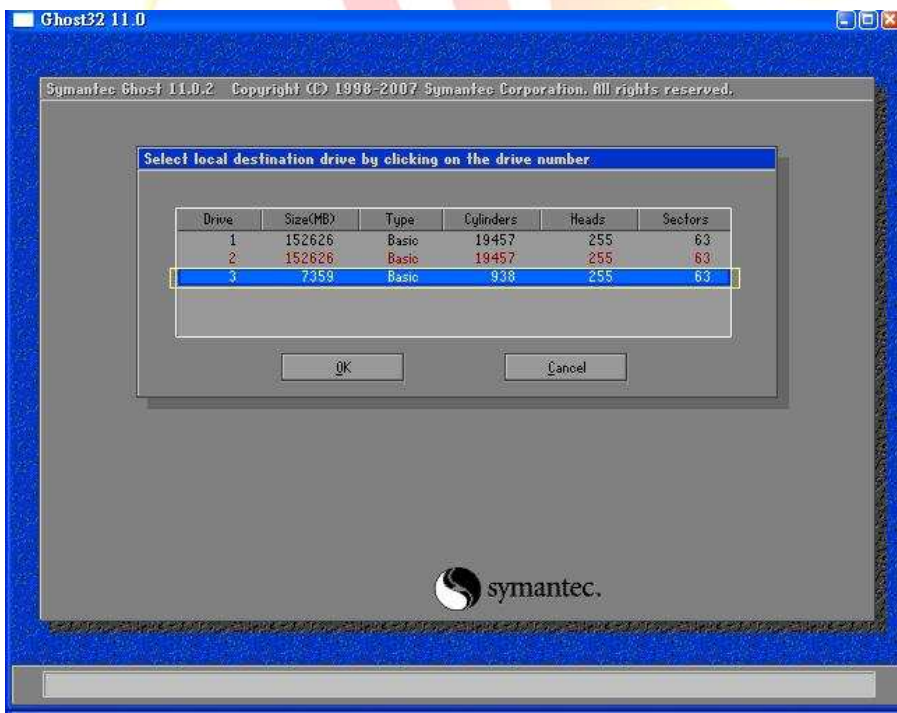 Ghost32 11.0
Symantec Ghost 11.0.2 Copyright (C) 1998-2007 Symantec Corporation. All rights reserved.
Select local destination drive by clicking on the drive number
Drive Size(MB) Type Cylinders Heads Sectors
1 152626 Basic 19457 255 63
2 152626 Basic 19457 255 63
3 7359 Basic 938 255 63
OK Cancel
symantec.